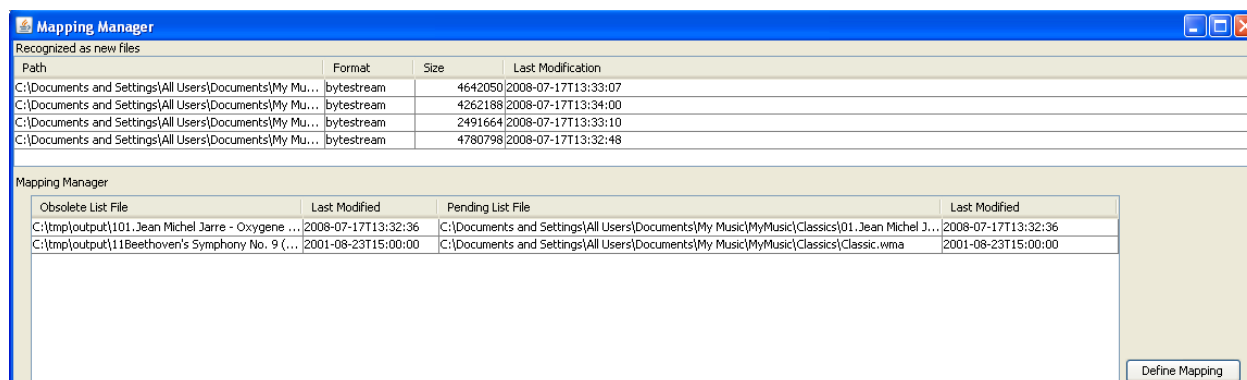 Mapping Manager
Recognized as new files
Path Format Size Last Modification
C:\Documents and Settings\All Users\Documents\My Mu... bytestream 4642050 2008-07-17T13:33:07
C:\Documents and Settings\All Users\Documents\My Mu... bytestream 4262188 2008-07-17T13:34:00
C:\Documents and Settings\All Users\Documents\My Mu... bytestream 2491664 2008-07-17T13:33:10
C:\Documents and Settings\All Users\Documents\My Mu... bytestream 4780798 2008-07-17T13:32:48
Mapping Manager
Obsolete List File Last Modified Pending List File Last Modified
C:\tmp\output\101.Jean Michel Jarre - Oxygene ... 2008-07-17T13:32:36 C:\Documents and Settings\All Users\Documents\My Music\MyMusic\Classics\01.Jean Michel J... 2008-07-17T13:32:36
C:\tmp\output\11Beethoven's Symphony No. 9 (... 2001-08-23T15:00:00 C:\Documents and Settings\All Users\Documents\My Music\MyMusic\Classics\Classic.wma 2001-08-23T15:00:00
Define Mapping